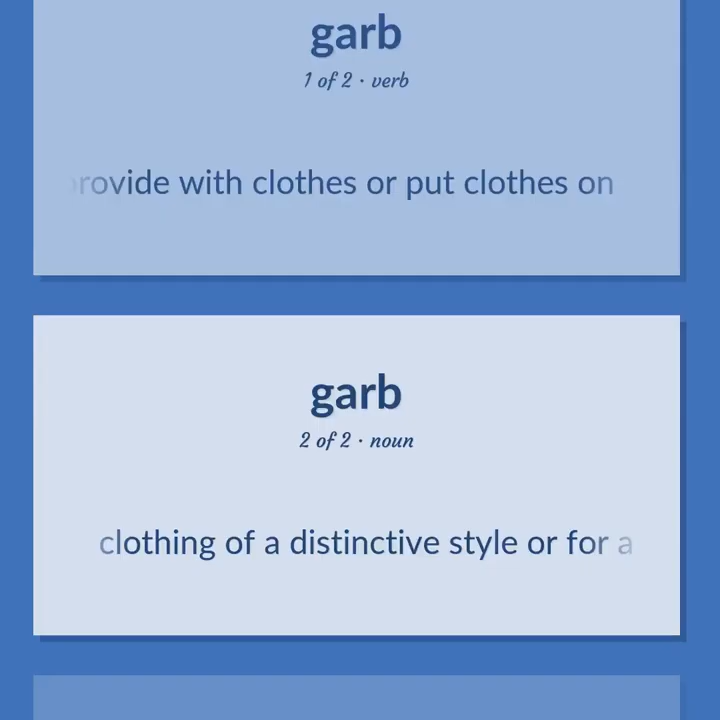 garb
1 of 2 · verb
provide with clothes or put clothes on
garb
2 of 2 · noun
clothing of a distinctive style or for a